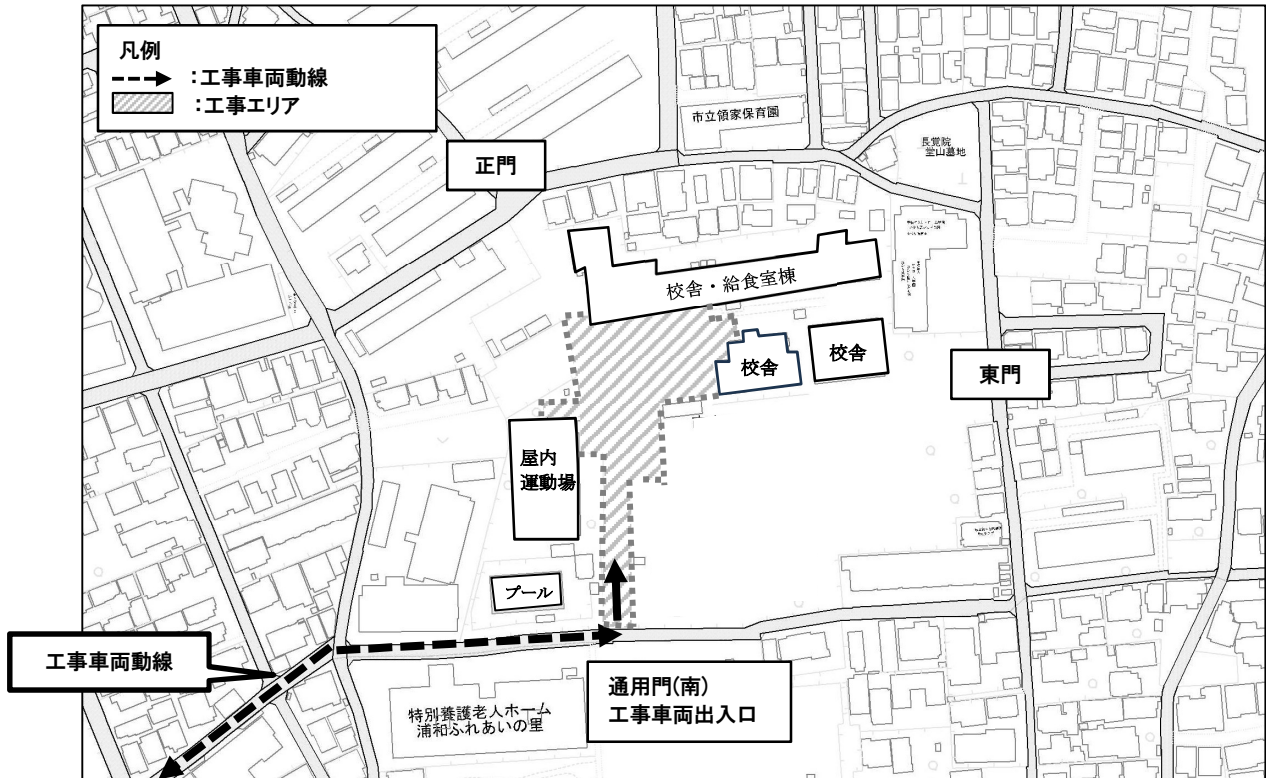 凡例
:工事車両動線
:工事エリア
市立領家保育園
長覚院
堂山墓地
正門
校舎・給食室棟
校舎
校舎
東門
屋内
運動場
プール
工事車両動線
通用門(南)
工事車両出入口
特別養護老人ホーム
浦和ふれあいの里